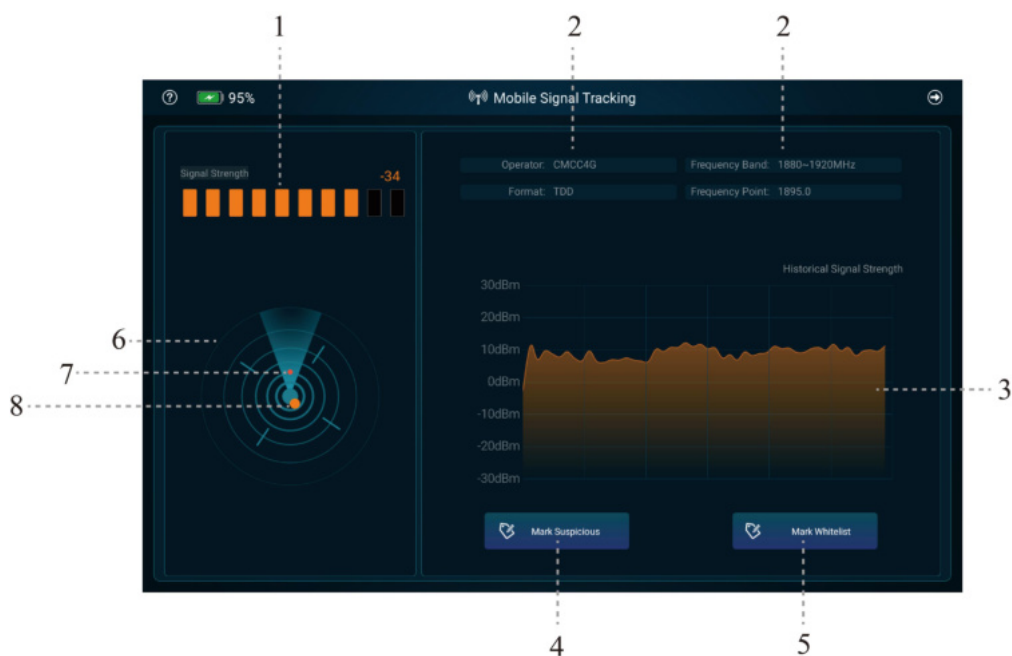 1 2 2
? 95% Mobile Signal Tracking
Signal Strength -34
Operator: CMCC4G Frequency Band: 1880~1920MHz
Format: TDD Frequency Point: 1895.0
Historical Signal Strength
30dBm
20dBm
10dBm
0dBm
-10dBm
-20dBm
-30dBm
6
7
8
3
Mark Suspicious Mark Whitelist
4 5